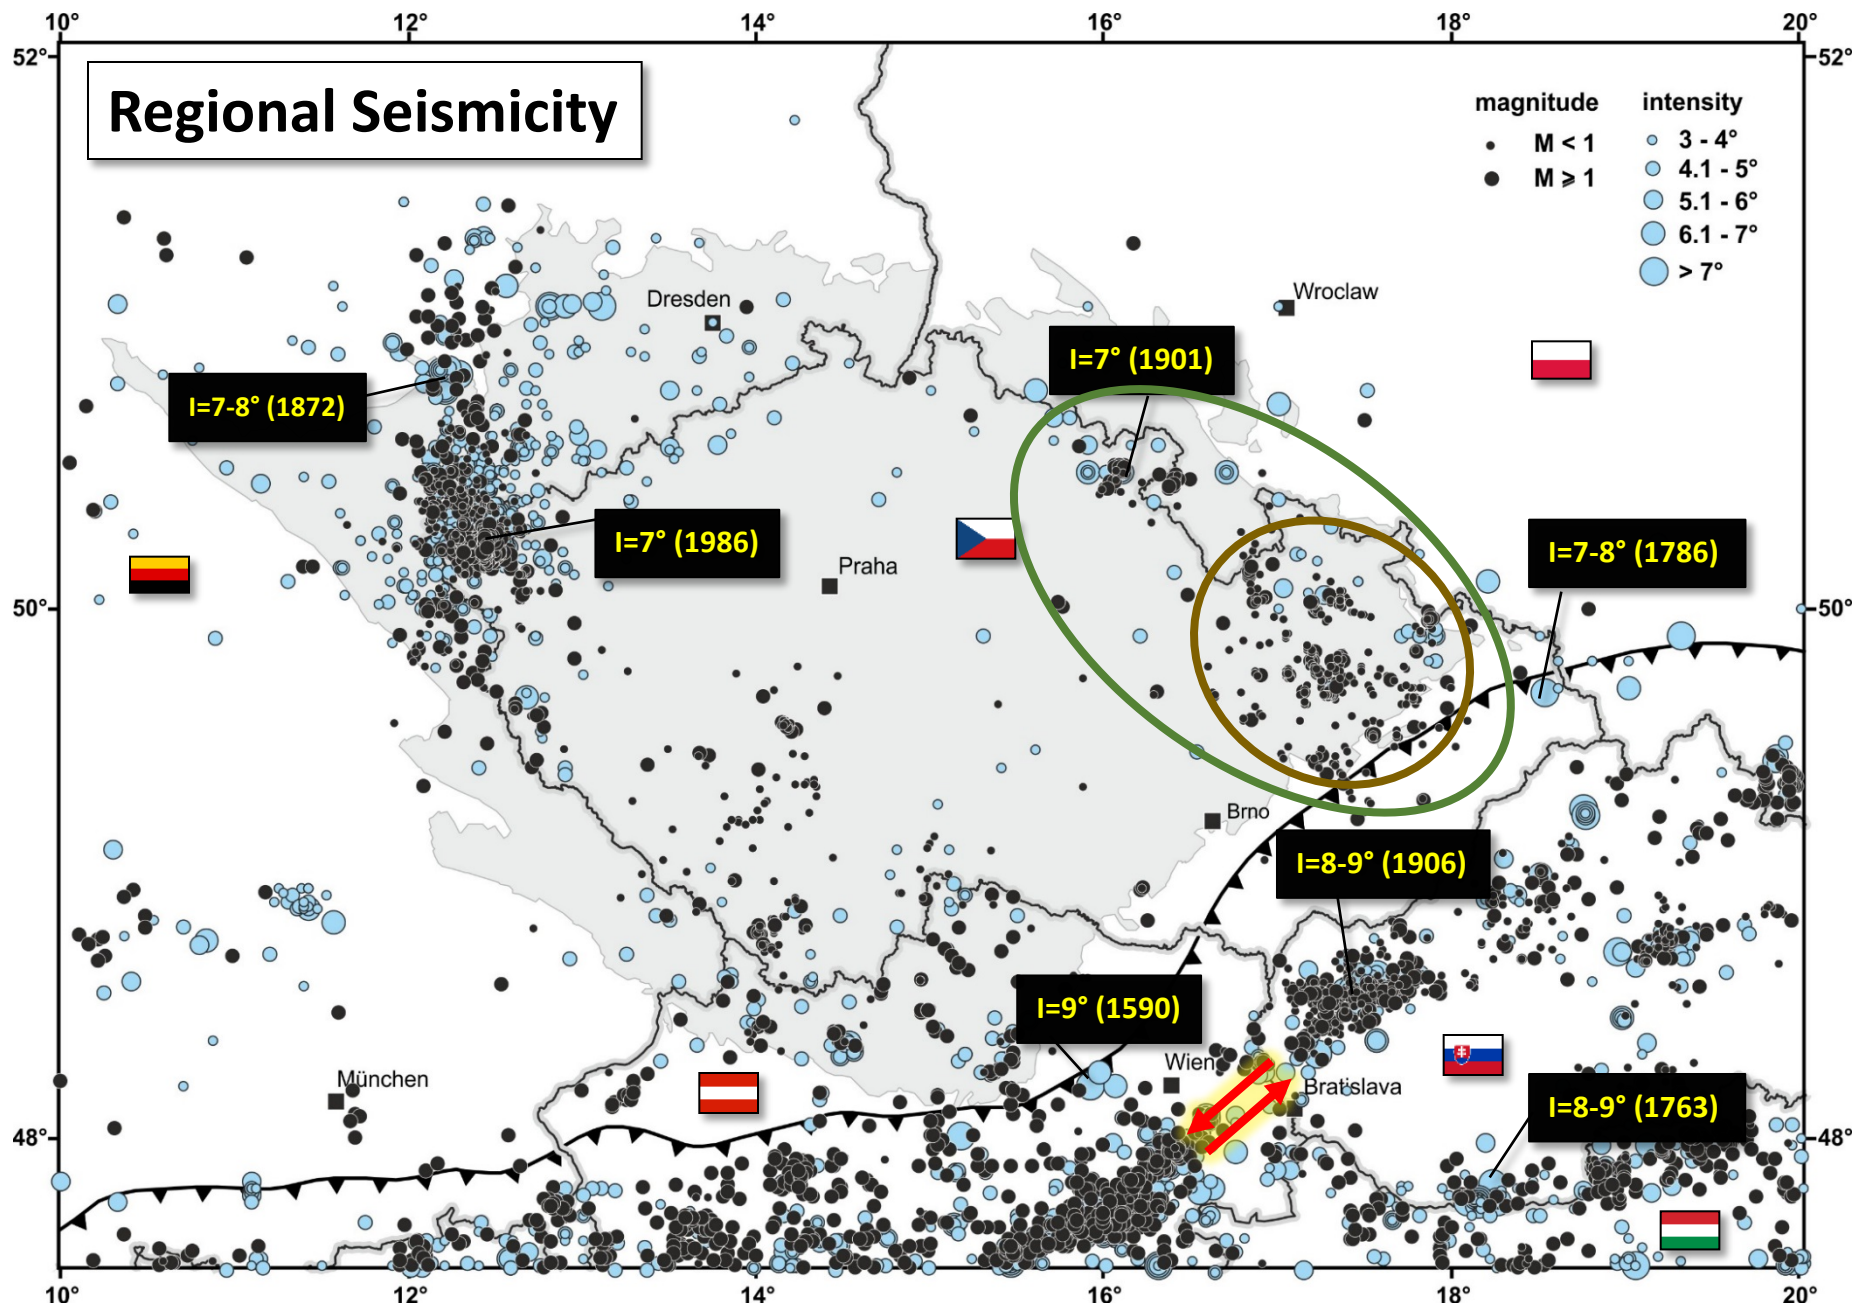 10° 12° 14° 16° 18° 20°
52° 52°
Regional Seismicity
magnitude intensity
M < 1 3 - 4°
4.1 - 5°
M ⩾ 1 5.1 - 6°
6.1 - 7°
> 7°
Dresden
Wroclaw
I=7° (1901)
I=7-8° (1872)
I=7° (1986)
Praha
I=7-8° (1786)
50° 50°
Brno
I=8-9° (1906)
I=9° (1590)
Wien
München
Bratislava
I=8-9° (1763)
48° 48°
10° 12° 14° 16° 18° 20°